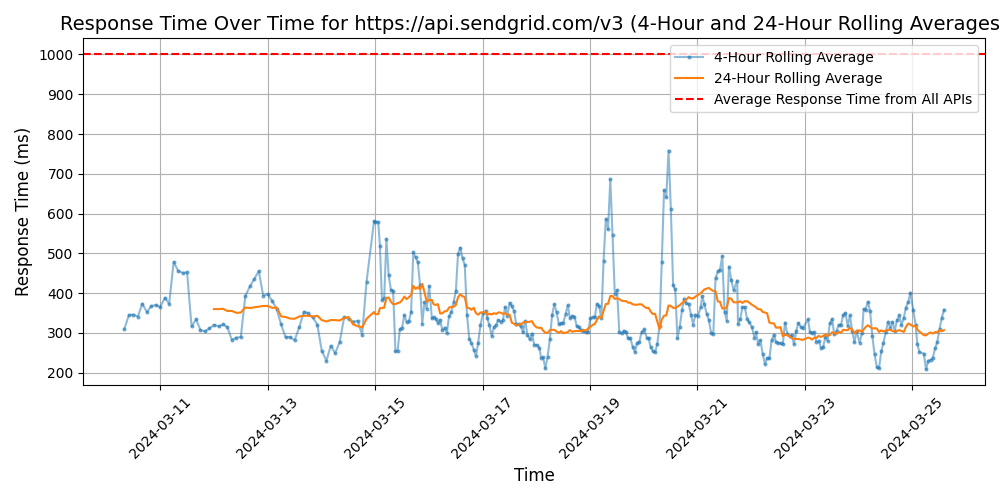 Response Time Over Time for https://api.sendgrid.com/v3 (4-Hour and 24-Hour Rolling Averages
4-Hour Rolling Average
24-Hour Rolling Average
Average Response Time from All APIs
Response Time (ms)
1000
900
800
700
600
500
400
300
200
2024-03-11
2024-03-13
2024-03-15
2024-03-17
2024-03-19
2024-03-21
2024-03-23
2024-03-25
Time